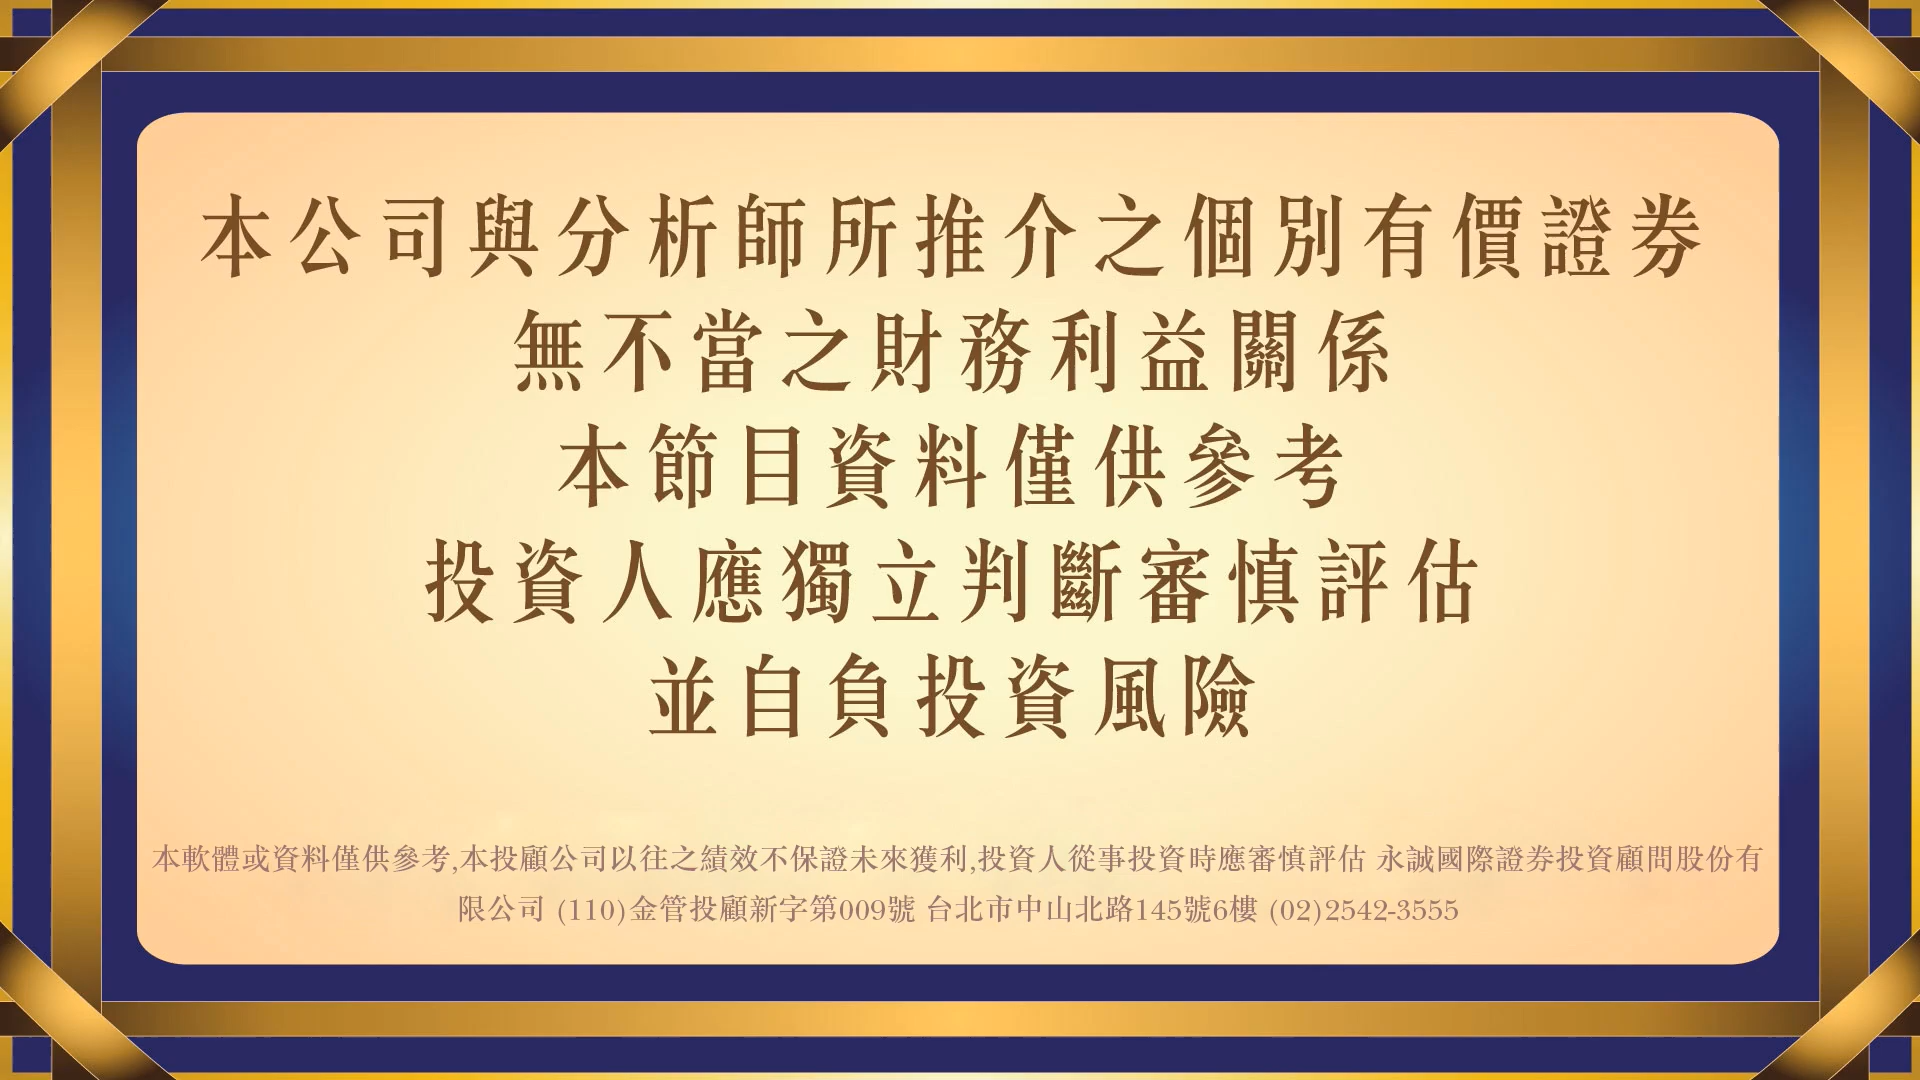 本公司與分析師所推介之個別有價證券
無不當之財務利益關係
本節目資料僅供參考
投資人應獨立判斷審慎評估
並自負投資風險
本軟體或資料僅供參考,本投顧公司以往之績效不保證未來獲利,投資人從事投資時應審慎評估 永誠國際證券投資顧問股份有
限公司 (110)金管投顧新字第009號 台北市中山北路145號6樓 (02)2542-3555